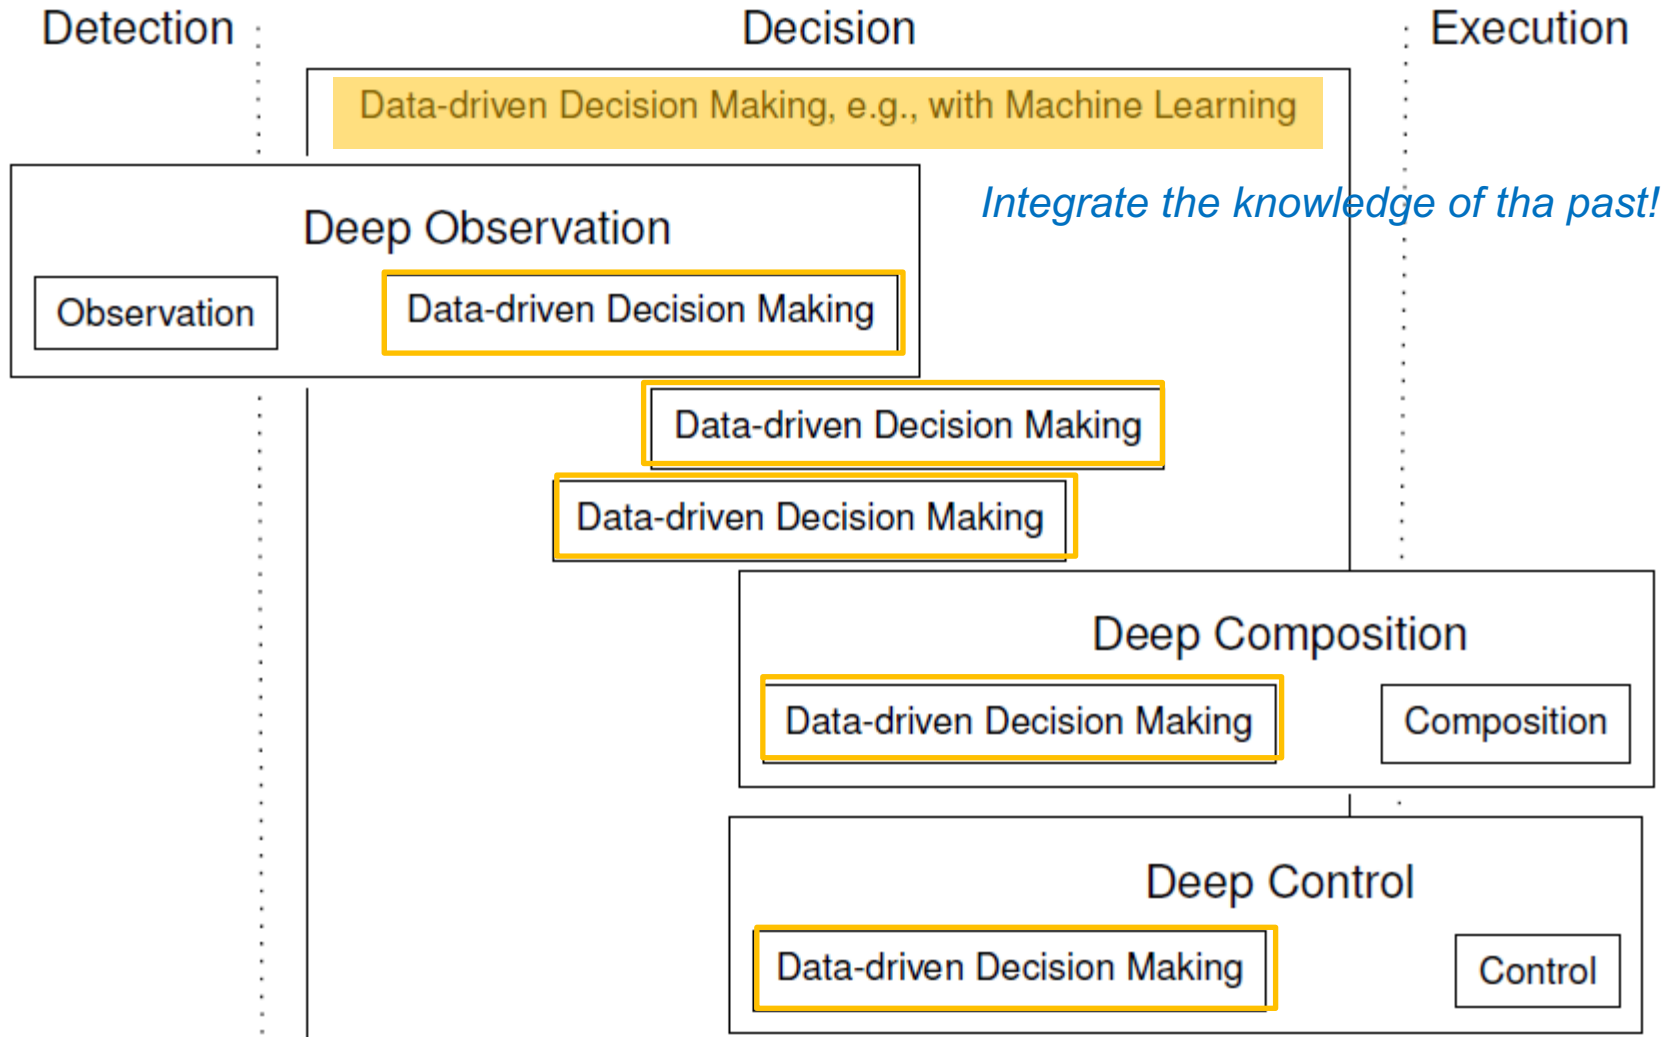 Detection
Decision
Execution
Data-driven Decision Making, e.g., with Machine Learning
Integrate the knowledge of tha past!
Deep Observation
Observation
Data-driven Decision Making
Data-driven Decision Making
Data-driven Decision Making
Deep Composition
Data-driven Decision Making
Composition
Deep Control
Data-driven Decision Making
Control